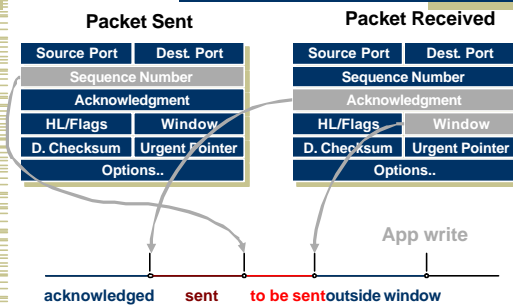 Packet Sent
Source Port Dest. Port
Sequence Number
Acknowledgment
HL/Flags Window
D. Checksum Urgent Pointer
Options..
Packet Received
Source Port Dest. Port
Sequence Number
Acknowledgment
HL/Flags Window
D. Checksum Urgent Pointer
Options..
App write
acknowledged sent to be sent outside window